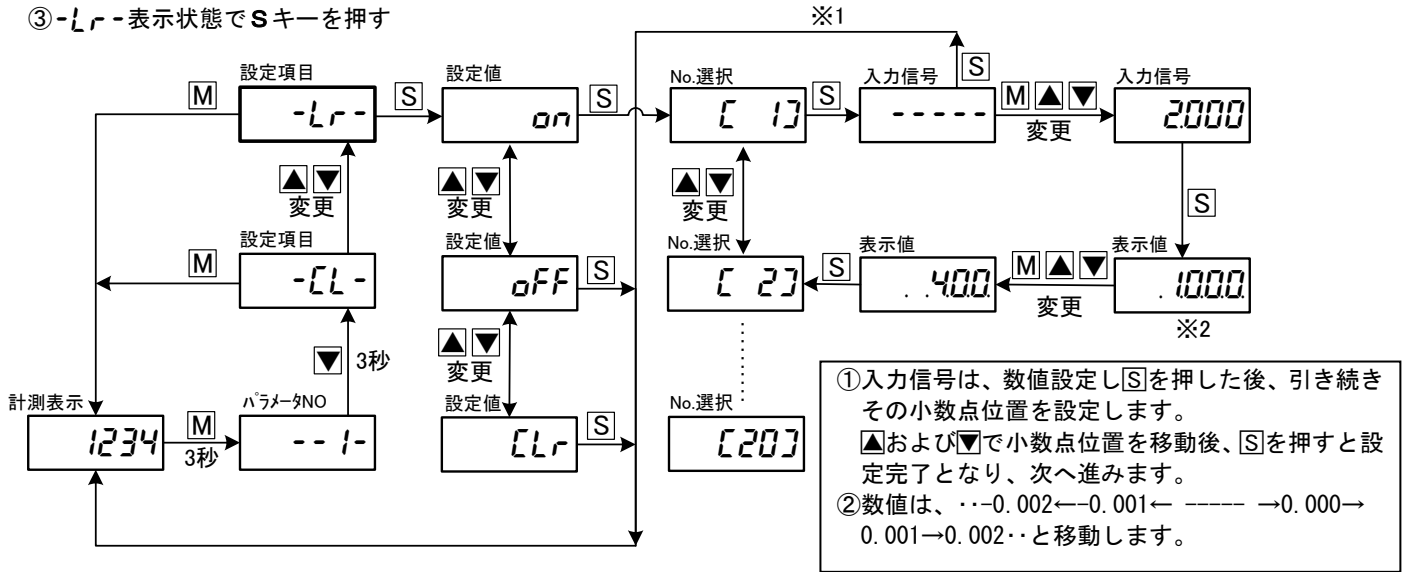 ③-Lr-表示状態でSキーを押す
※1
設定項目
設定値
No.選択
入力信号
S
入力信号
M
-Lr-
S
on
S
[ 1]
S
-----
M▲▼
変更
2.000
▲▼
変更
▲▼
変更
▲▼
変更
S
設定項目
設定値
No.選択
表示値
表示値
M
-CL-
oFF
S
[ 2]
S
. .4.0.0.
M▲▼
変更
. 1.0.0.0.
※2
▼ 3秒
▲▼
変更
計測表示
パラメータNO
設定値
No.選択
1234
M
3秒
--1-
CLr
S
[20]
①入力信号は、数値設定しSを押した後、引き続き
その小数点位置を設定します。
▲および▼で小数点位置を移動後、Sを押すと設
定完了となり、次へ進みます。
②数値は、‥-0.002←-0.001← ----- →0.000→
0.001→0.002‥と移動します。